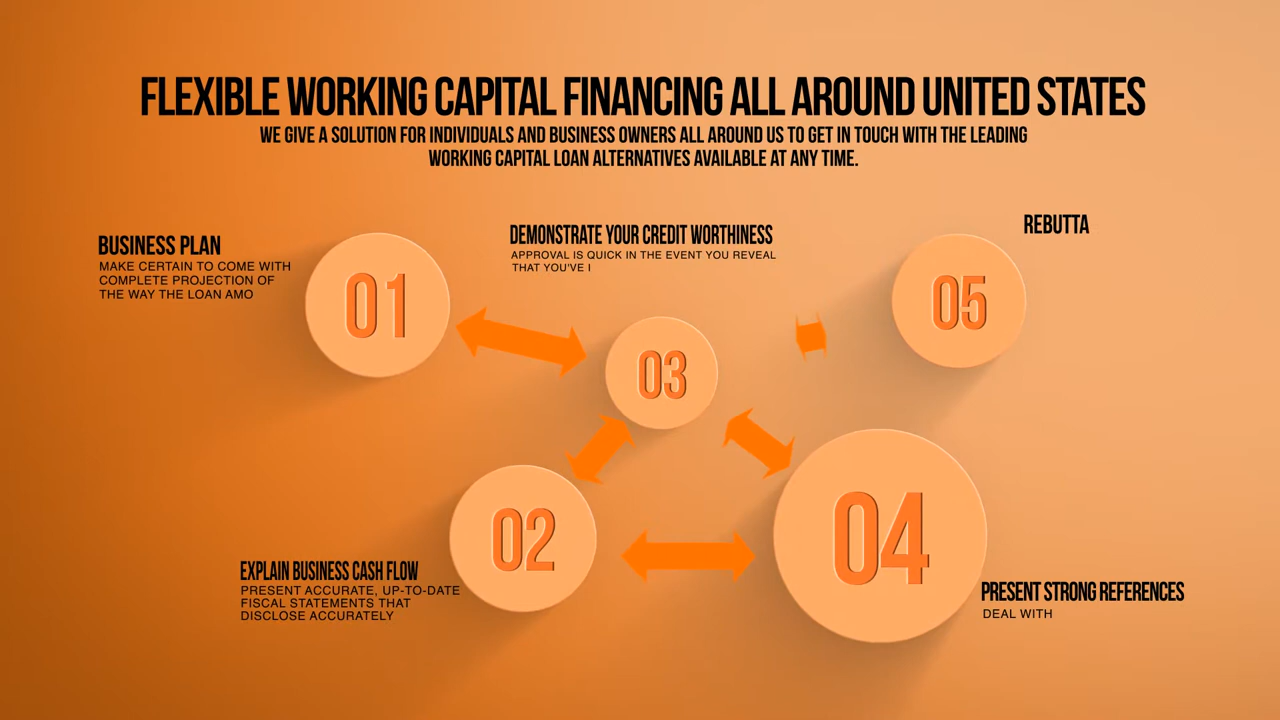 FLEXIBLE WORKING CAPITAL FINANCING ALL AROUND UNITED STATES
WE GIVE A SOLUTION FOR INDIVIDUALS AND BUSINESS OWNERS ALL AROUND US TO GET IN TOUCH WITH THE LEADING
WORKING CAPITAL LOAN ALTERNATIVES AVAILABLE AT ANY TIME.
BUSINESS PLAN
MAKE CERTAIN TO COME WITH
COMPLETE PROJECTION OF
THE WAY THE LOAN AMO
01
DEMONSTRATE YOUR CREDIT WORTHINESS
APPROVAL IS QUICK IN THE EVENT YOU REVEAL
THAT YOU'VE I
03
REBUTTA
05
02
EXPLAIN BUSINESS CASH FLOW
PRESENT ACCURATE, UP-TO-DATE
FISCAL STATEMENTS THAT
DISCLOSE ACCURATELY
04
PRESENT STRONG REFERENCES
DEAL WITH